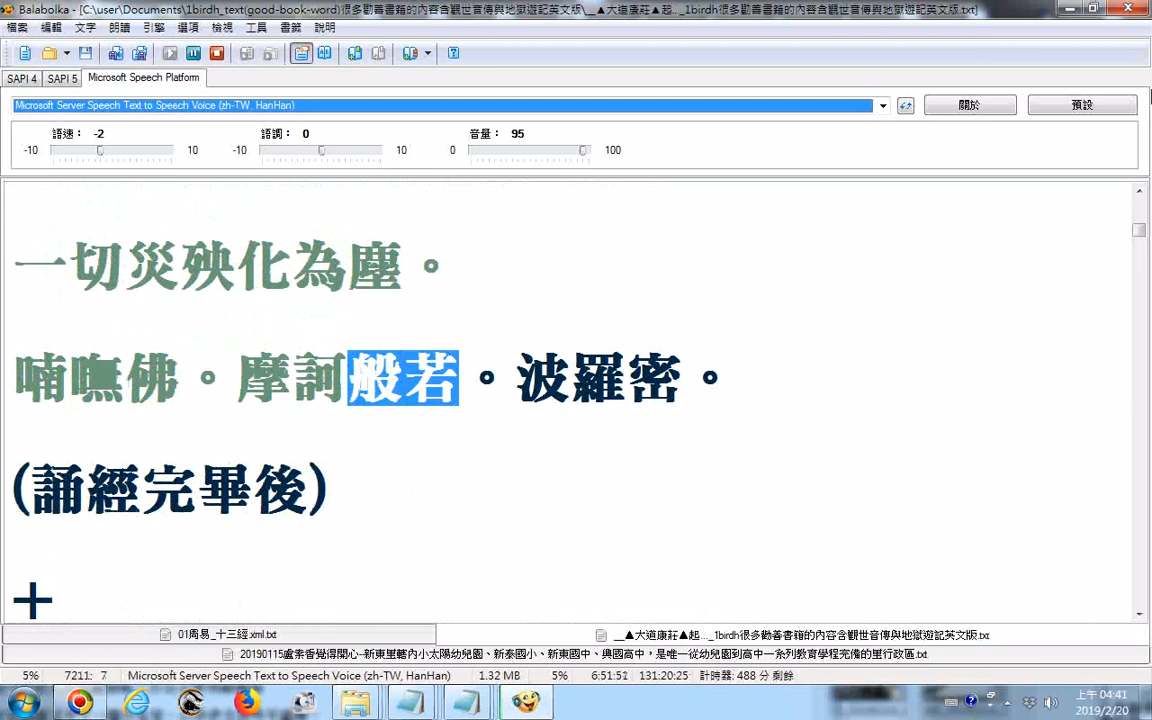 Balabolka - [C:\user\Documents\1birdh_text(good-book-word)很多勸善書籍的內容含觀世音傳與地獄遊記英文版\__▲大道康莊▲起..._1birdh很多勸善書籍的內容含觀世音傳與地獄遊記英文版.txt]
檔案 編輯 文字 朗讀 引擎 選項 檢視 工具 書籤 說明
SAPI 4 SAPI 5 Microsoft Speech Platform
Microsoft Server Speech Text to Speech Voice (zh-TW, HanHan) 關於 預設
語速： -2 語調： 0 音量： 95
-10 10 -10 10 0 100
一切災殃化為塵。
喃嘸佛。摩訶般若。波羅密。
(誦經完畢後)
十
01周易_十三經.xml.txt __▲大道康莊▲起..._1birdh很多勸善書籍的內容含觀世音傳與地獄遊記英文版.txt
20190115盧素香覺得開心-新東里轄內小太陽幼兒園、新泰國小、新東國中、興國高中，是唯一從幼兒園到高中一系列教育學程完備的里行政區.txt
5% 7211: 7 Microsoft Server Speech Text to Speech Voice (zh-TW, HanHan) 1.32 MB 5% 6:51:51 131:20:25 計時器: 488 分 剩餘
上午 04:41
2019/2/20